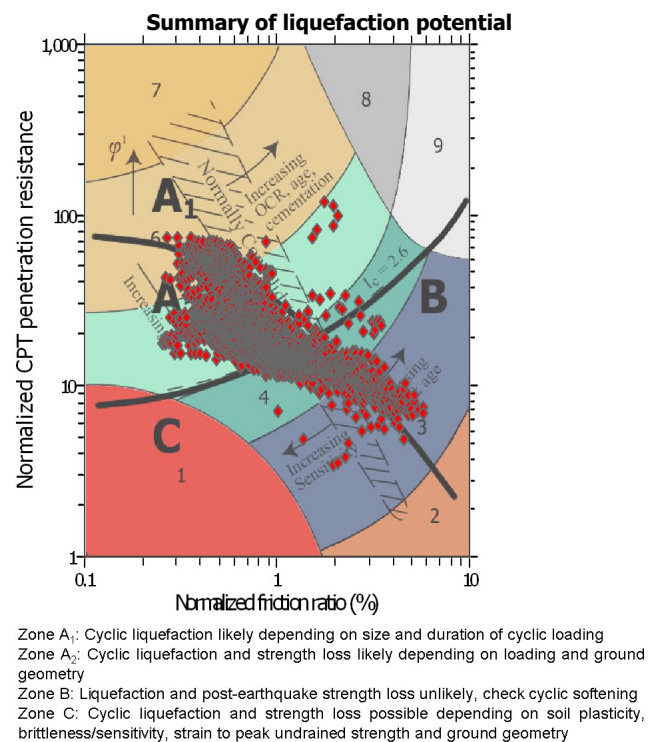 Summary of liquefaction potential
Normalized CPT penetration resistance
1,000
100
10
1
7
8
9
φ¹
A1
6
Normally
Increasing
OCR, age,
cementation
Ic = 2.6
B
A
Increasing
4
C
1
3
age
Increasing
Sensit
2
0.1
1
10
Normalized friction ratio (%)
Zone A1: Cyclic liquefaction likely depending on size and duration of cyclic loading
Zone A2: Cyclic liquefaction and strength loss likely depending on loading and ground
geometry
Zone B: Liquefaction and post-earthquake strength loss unlikely, check cyclic softening
Zone C: Cyclic liquefaction and strength loss possible depending on soil plasticity,
brittleness/sensitivity, strain to peak undrained strength and ground geometry